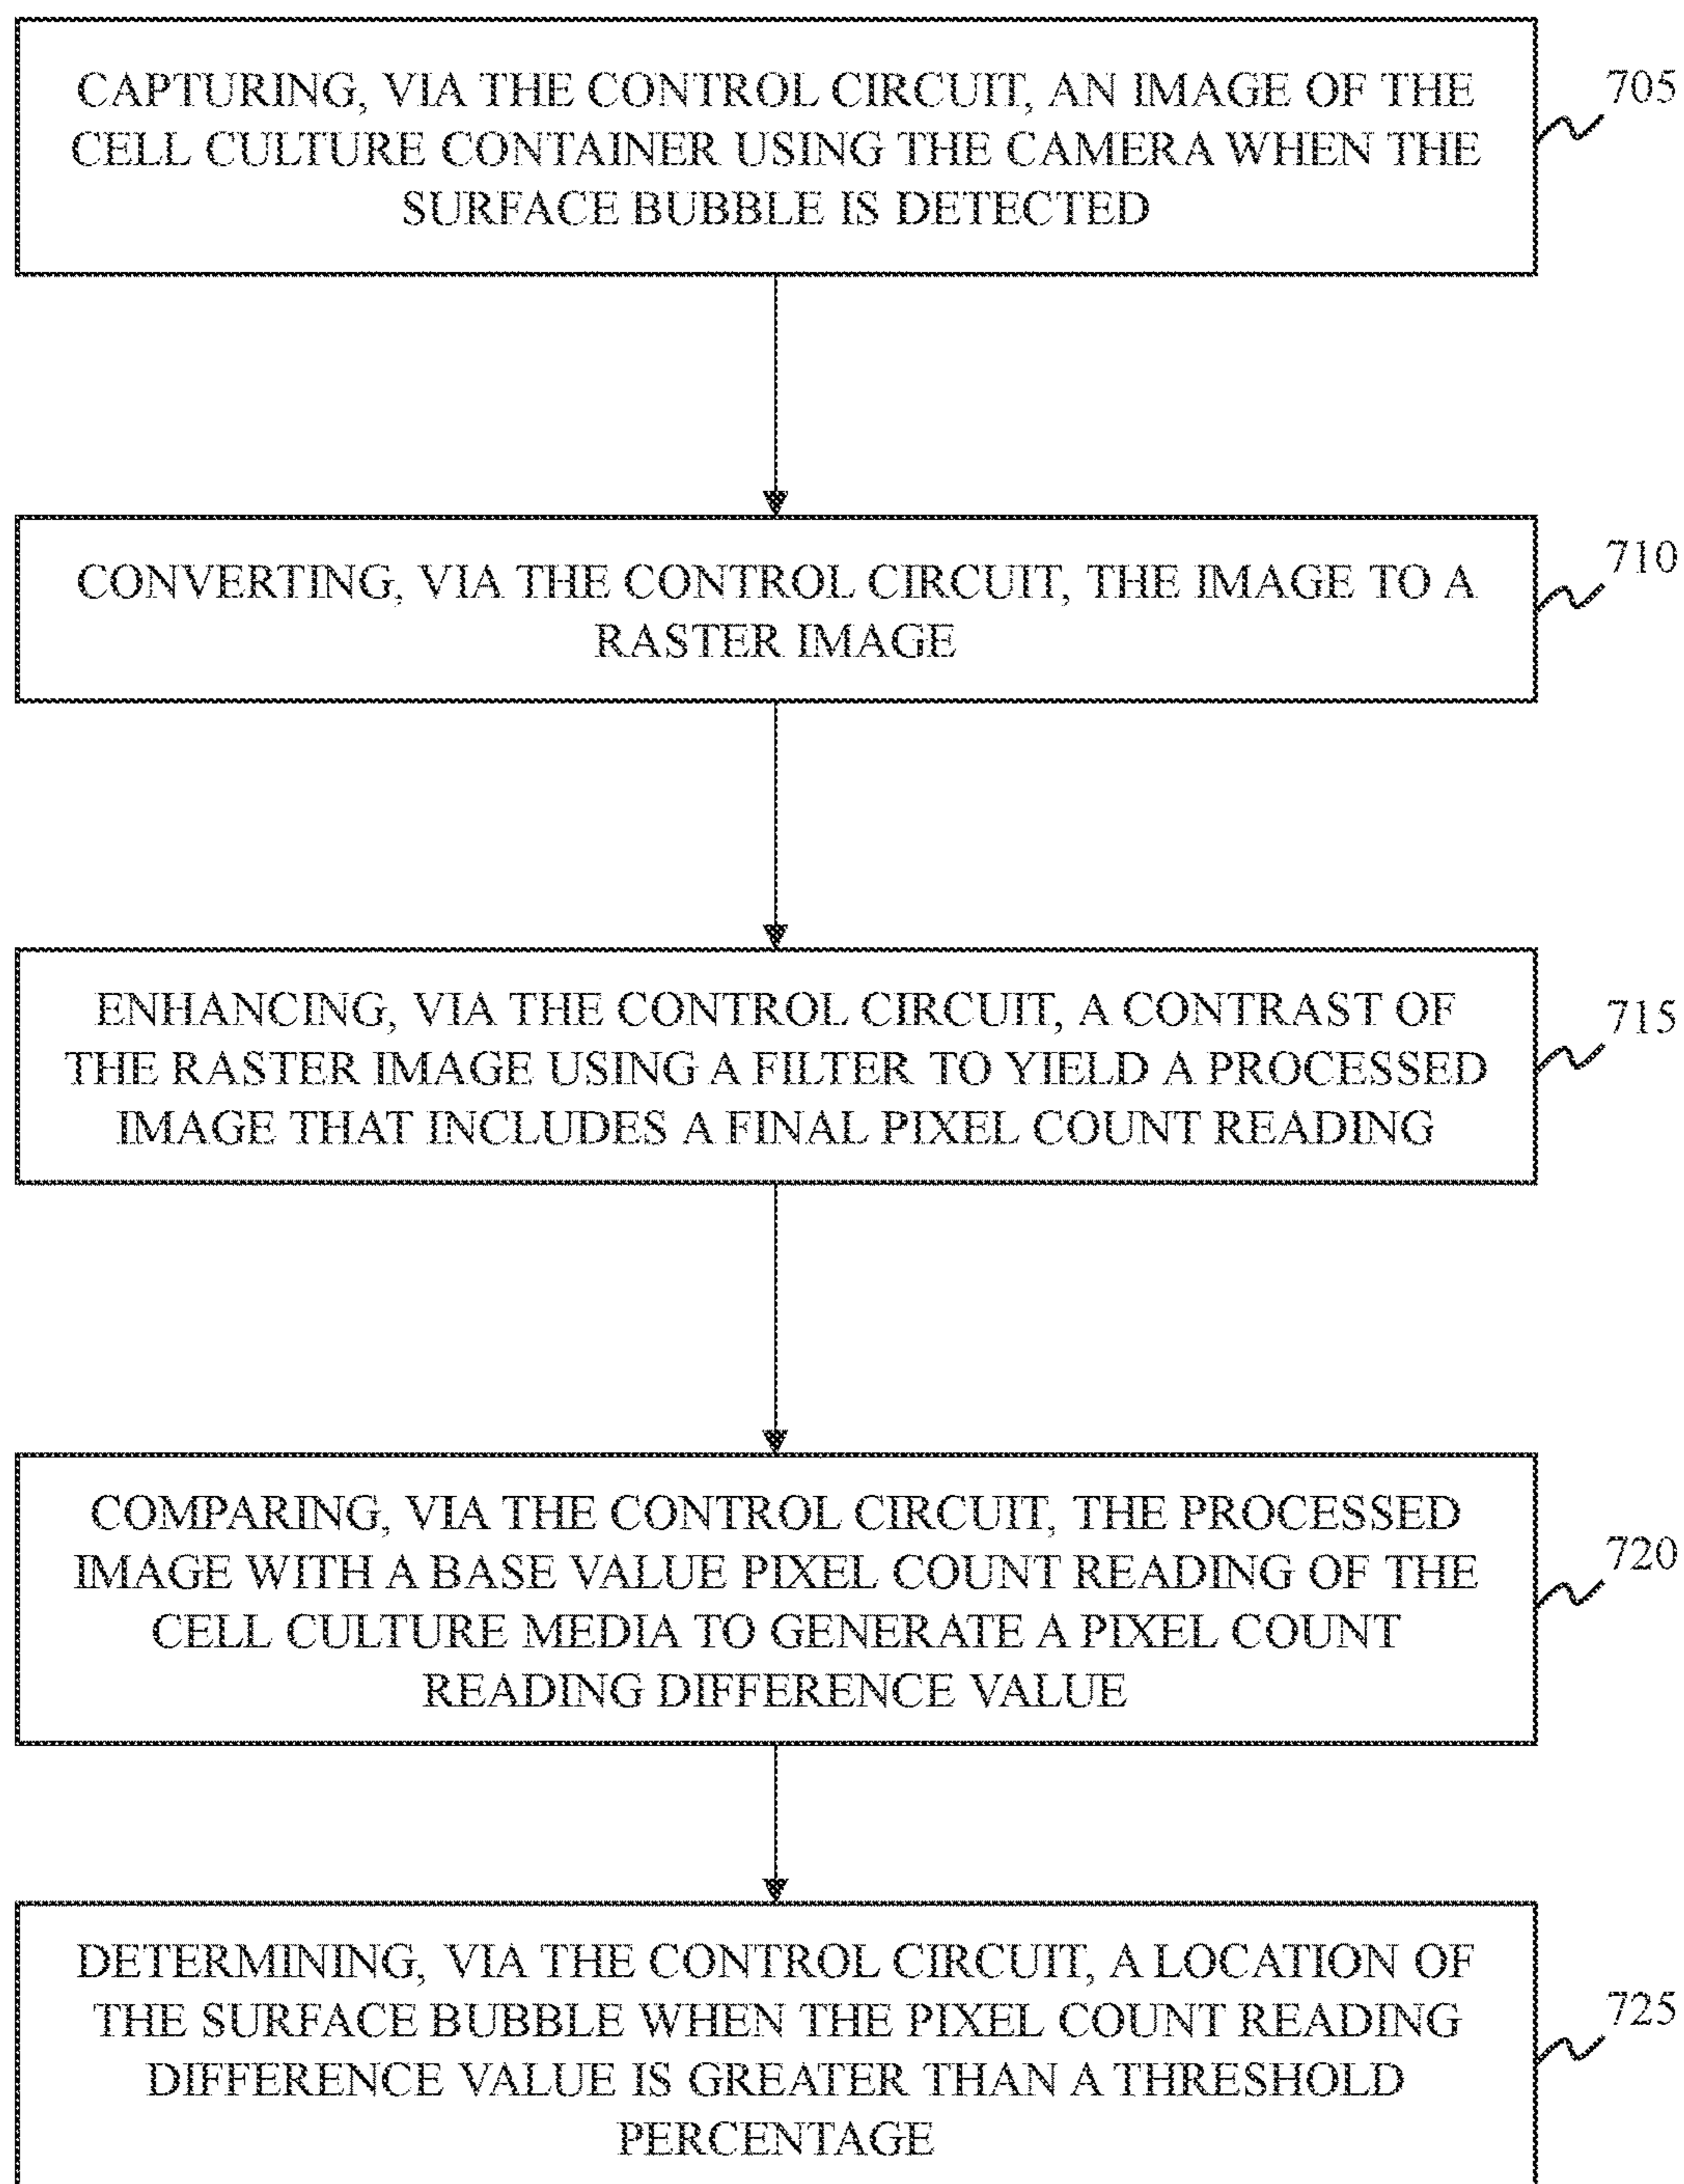 CAPTURING, VIA THE CONTROL CIRCUIT, AN IMAGE OF THE
CELL CULTURE CONTAINER USING THE CAMERA WHEN THE
SURFACE BUBBLE IS DETECTED
705
CONVERTING, VIA THE CONTROL CIRCUIT, THE IMAGE TO A
RASTER IMAGE
710
ENHANCING, VIA THE CONTROL CIRCUIT, A CONTRAST OF
THE RASTER IMAGE USING A FILTER TO YIELD A PROCESSED
IMAGE THAT INCLUDES A FINAL PIXEL COUNT READING
715
COMPARING, VIA THE CONTROL CIRCUIT, THE PROCESSED
IMAGE WITH A BASE VALUE PIXEL COUNT READING OF THE
CELL CULTURE MEDIA TO GENERATE A PIXEL COUNT
READING DIFFERENCE VALUE
720
DETERMINING, VIA THE CONTROL CIRCUIT, A LOCATION OF
THE SURFACE BUBBLE WHEN THE PIXEL COUNT READING
DIFFERENCE VALUE IS GREATER THAN A THRESHOLD
PERCENTAGE
725